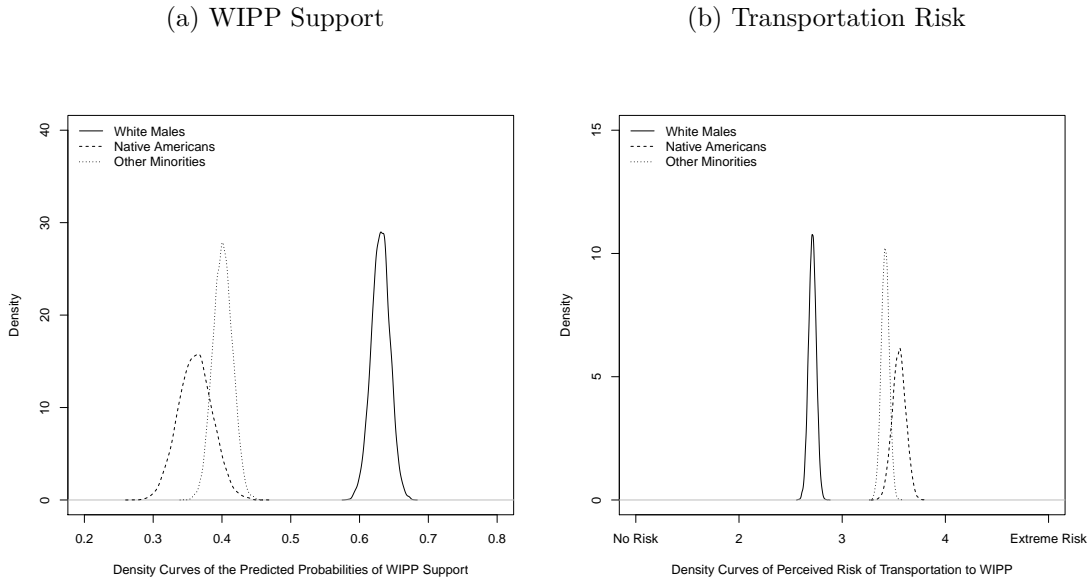 (a) WIPP Support
40
30
20
10
0
Density
White Males
Native Americans
Other Minorities
0.2 0.3 0.4 0.5 0.6 0.7 0.8
Density Curves of the Predicted Probabilities of WIPP Support
(b) Transportation Risk
15
10
5
0
Density
White Males
Native Americans
Other Minorities
No Risk 2 3 4 Extreme Risk
Density Curves of Perceived Risk of Transportation to WIPP